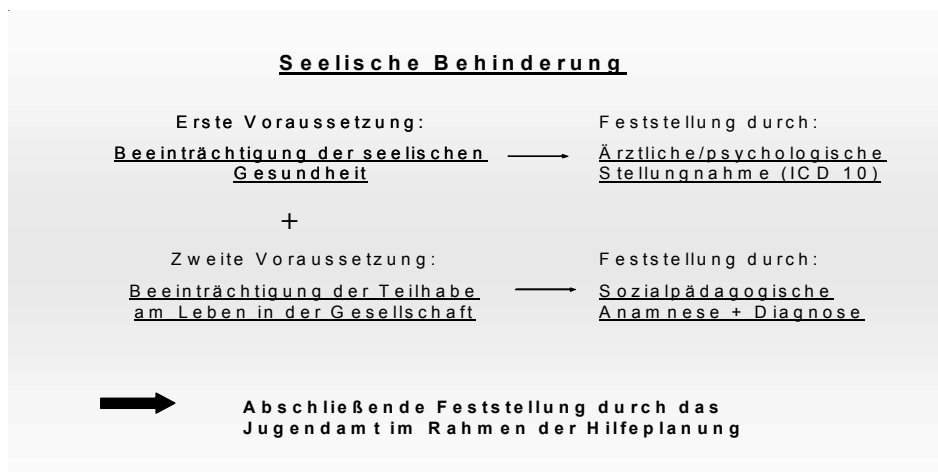 Seelische Behinderung
Erste Voraussetzung:
Beeinträchtigung der seelischen
Gesundheit
Feststellung durch:
Ärztliche/psychologische
Stellungnahme (ICD 10)
+
Zweite Voraussetzung:
Beeinträchtigung der Teilhabe
am Leben in der Gesellschaft
Feststellung durch:
Sozialpädagogische
Anamnese + Diagnose
Abschließende Feststellung durch das
Jugendamt im Rahmen der Hilfeplanung